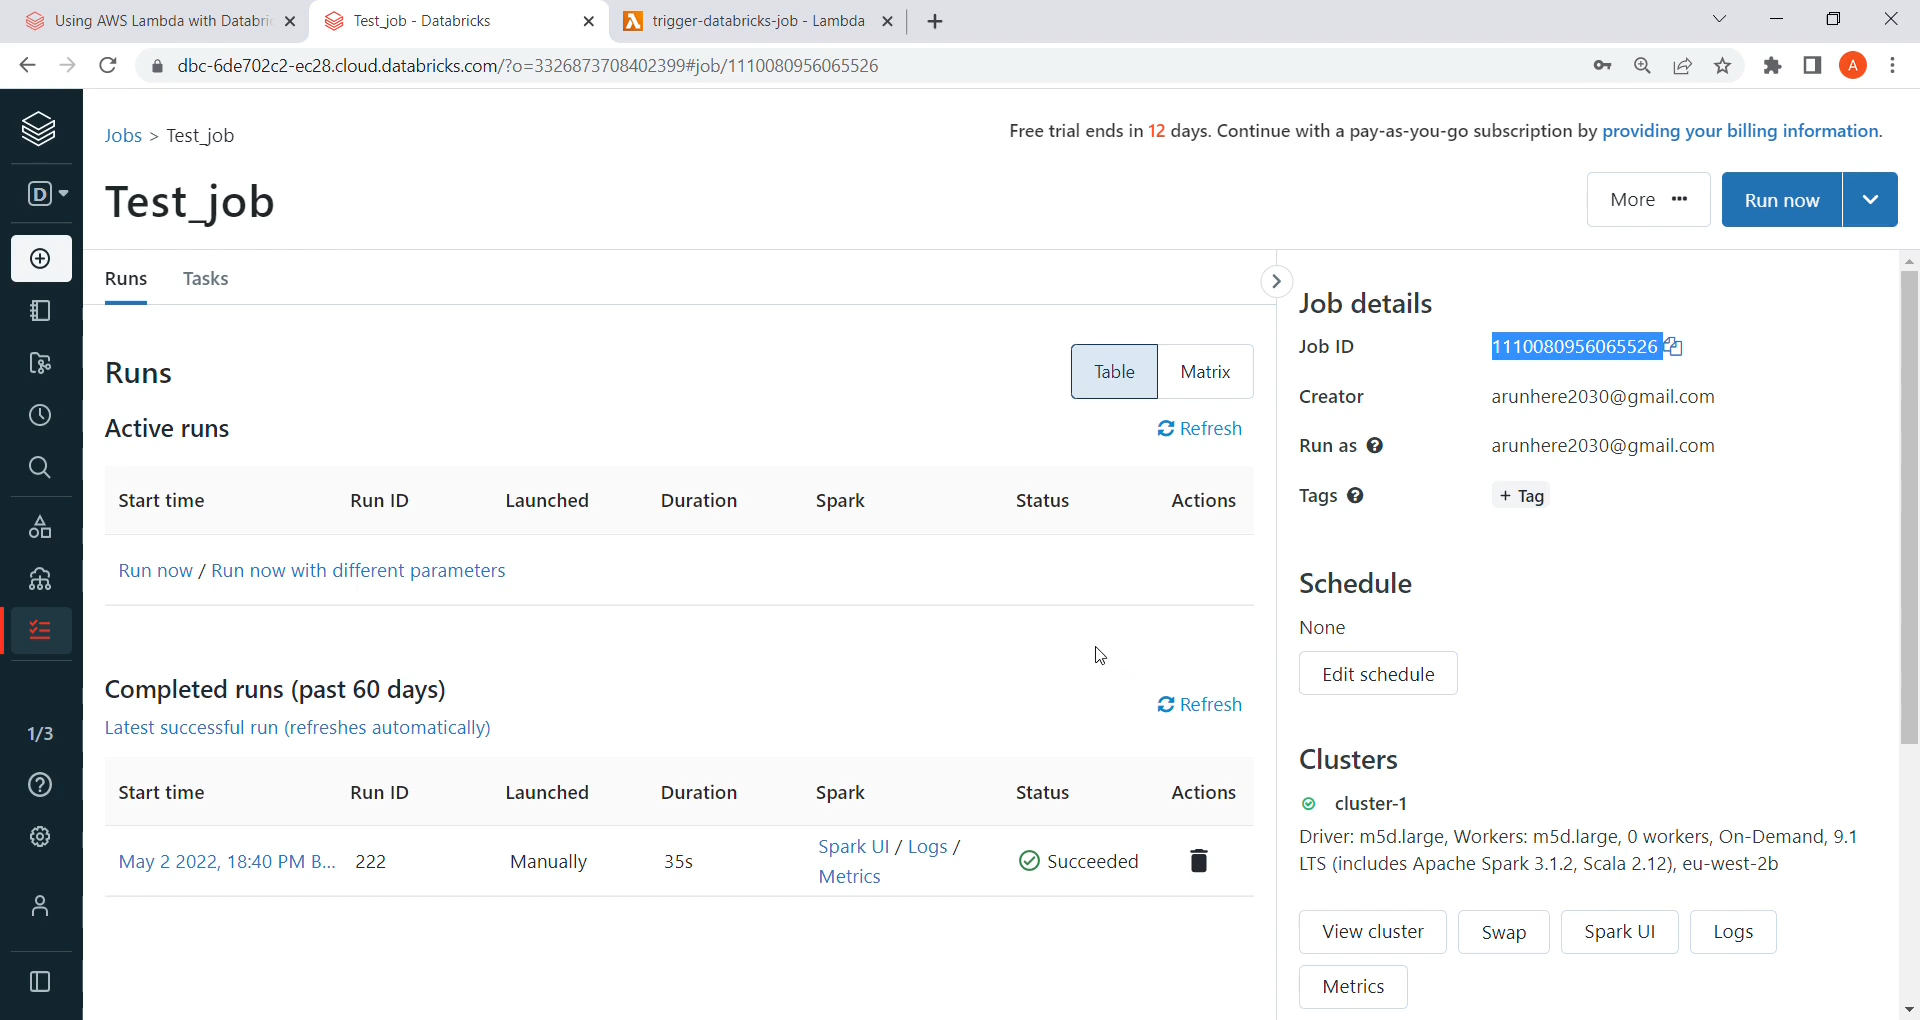 Using AWS Lambda with Databric
Test_job - Databricks
trigger-databricks-job - Lambda
dbc-6de702c2-ec28.cloud.databricks.com/?o=3326873708402399#job/1110080956065526
A
Jobs > Test_job
Free trial ends in 12 days. Continue with a pay-as-you-go subscription by providing your billing information.
D
Test_job
More
Run now
Runs
Tasks
Job details
Job ID
1110080956065526
Runs
Table
Matrix
Creator
arunhere2030@gmail.com
Active runs
Refresh
Run as
arunhere2030@gmail.com
Start time
Run ID
Launched
Duration
Spark
Status
Actions
Tags
+ Tag
Run now / Run now with different parameters
Schedule
None
Edit schedule
Completed runs (past 60 days)
Refresh
Latest successful run (refreshes automatically)
1/3
Clusters
Start time
Run ID
Launched
Duration
Spark
Status
Actions
cluster-1
Driver: m5d.large, Workers: m5d.large, 0 workers, On-Demand, 9.1
LTS (includes Apache Spark 3.1.2, Scala 2.12), eu-west-2b
May 2 2022, 18:40 PM B...
222
Manually
35s
Spark UI / Logs /
Metrics
Succeeded
View cluster
Swap
Spark UI
Logs
Metrics